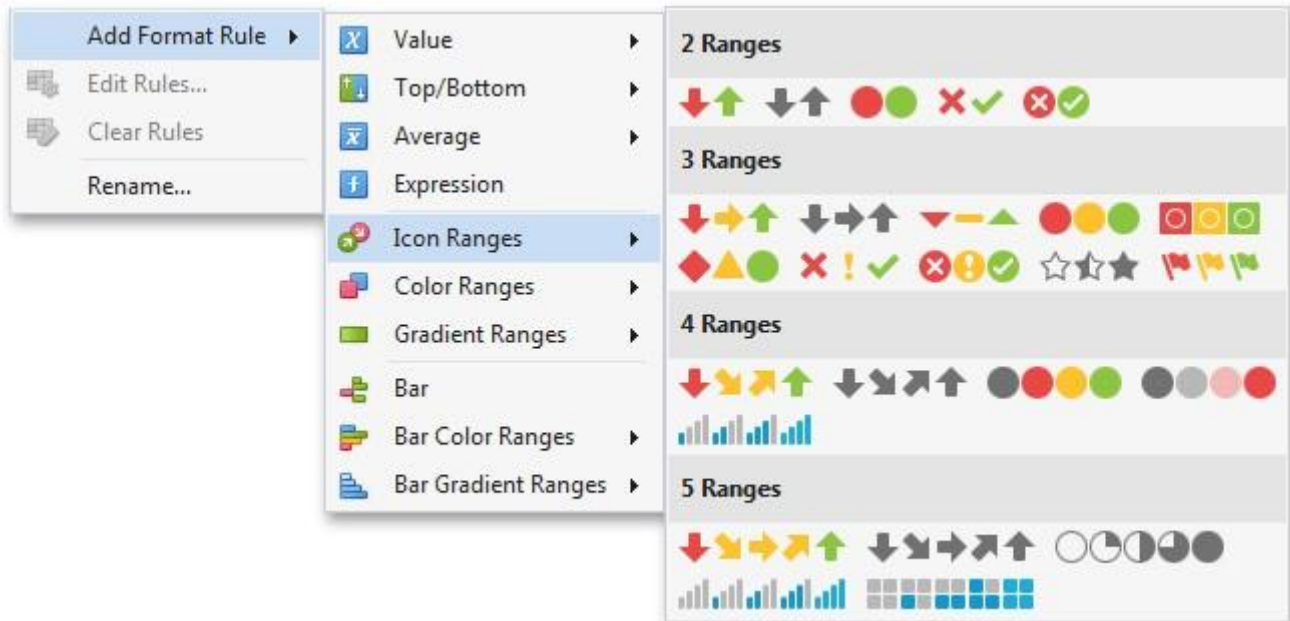 Add Format Rule
Edit Rules...
Clear Rules
Rename...
Value
Top/Bottom
Average
Expression
Icon Ranges
Color Ranges
Gradient Ranges
Bar
Bar Color Ranges
Bar Gradient Ranges
2 Ranges
3 Ranges
4 Ranges
5 Ranges